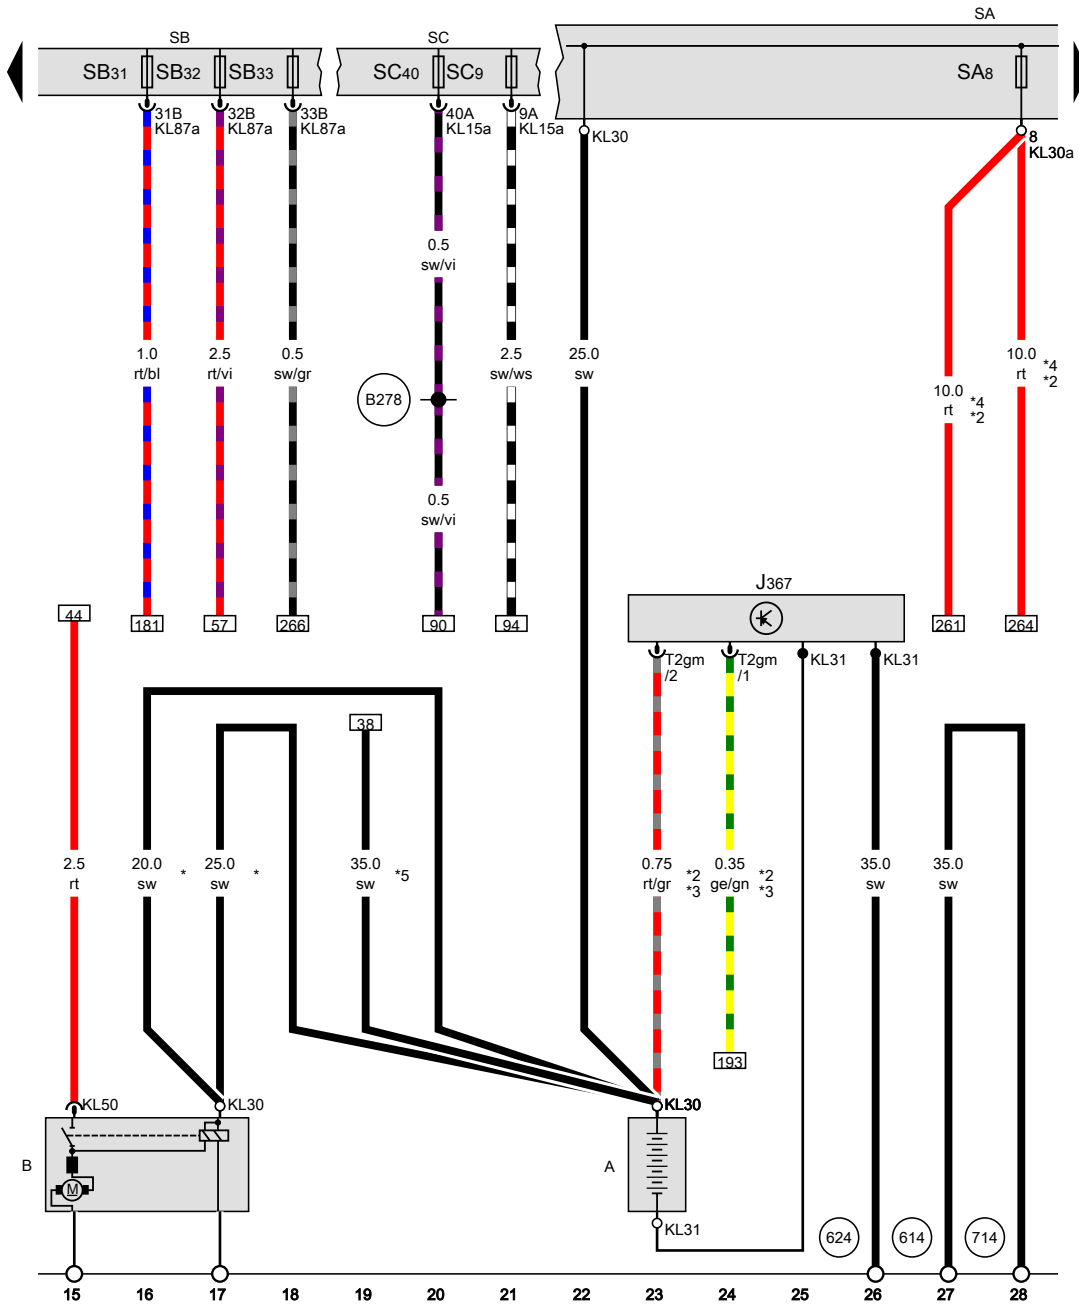 SA
SB
SC
SB31
SB32
SB33
SC40
SC9
SA8
31B
KL87a
32B
KL87a
33B
KL87a
40A
KL15a
9A
KL15a
KL30
8
KL30a
0.5
sw/vi
1.0
rt/bl
2.5
rt/vi
0.5
sw/gr
2.5
sw/ws
25.0
sw
10.0
rt
*4
*2
10.0
rt
*4
*2
B278
0.5
sw/vi
J367
44
181
57
266
90
94
261
264
T2gm
/2
T2gm
/1
KL31
KL31
38
2.5
rt
20.0
sw
*
25.0
sw
*
35.0
sw
*5
0.75
rt/gr
*2
*3
0.35
ge/gn
*2
*3
35.0
sw
35.0
sw
193
KL50
KL30
KL30
B
M
A
KL31
624
614
714
15
16
17
18
19
20
21
22
23
24
25
26
27
28